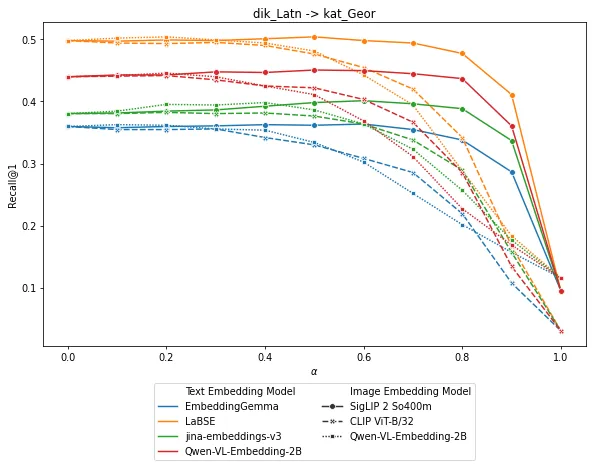 dik_Latn -> kat_Geor
Recall@1
0.5
0.4
0.3
0.2
0.1
0.0 0.2 0.4 0.6 0.8 1.0
α
Text Embedding Model Image Embedding Model
EmbeddingGemma SigLIP 2 So400m
LaBSE CLIP ViT-B/32
jina-embeddings-v3 Qwen-VL-Embedding-2B
Qwen-VL-Embedding-2B